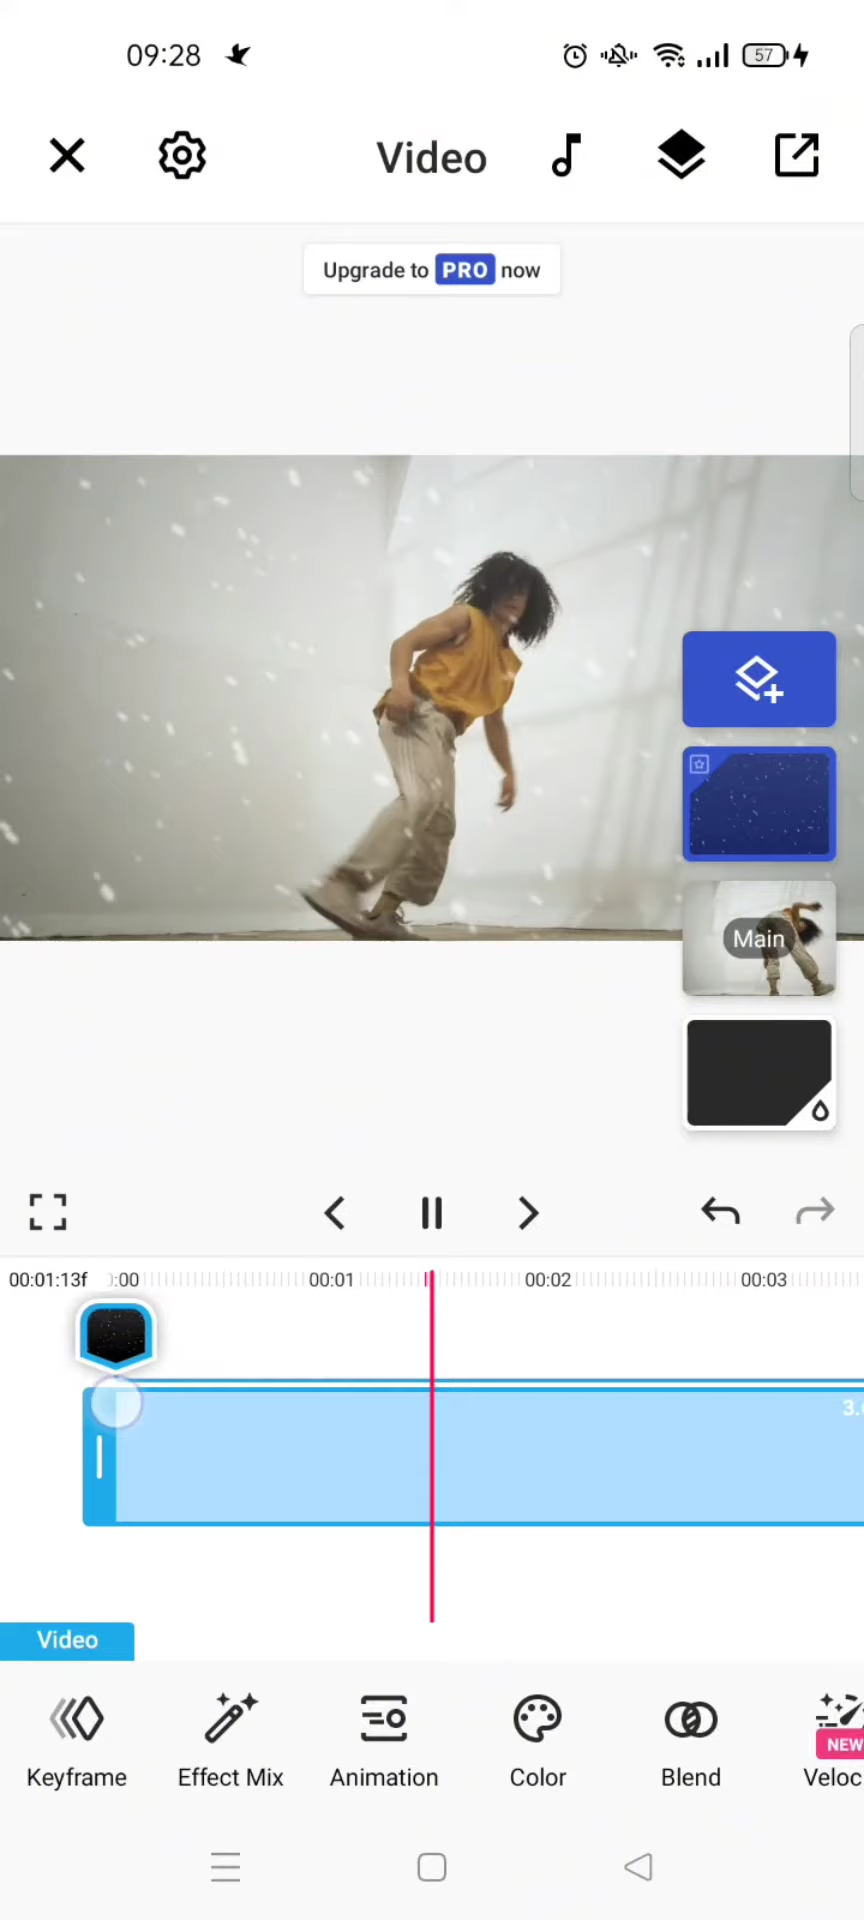 09:28
57
Video
Upgrade to PRO now
Main
00:01:13f
:00
00:01
00:02
00:03
3.
Video
NEW
Keyframe
Effect Mix
Animation
Color
Blend
Veloc